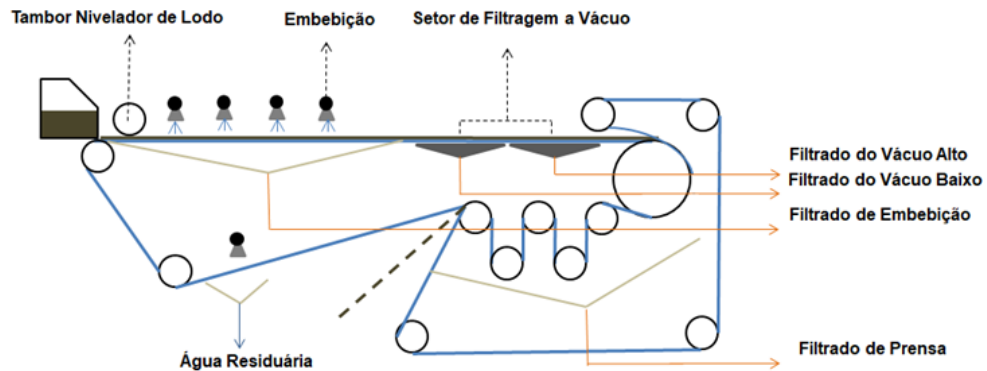 Tambor Nivelador de Lodo
Embebição
Setor de Filtragem a Vácuo
Filtrado do Vácuo Alto
Filtrado do Vácuo Baixo
Filtrado de Embebição
Filtrado de Prensa
Água Residuária